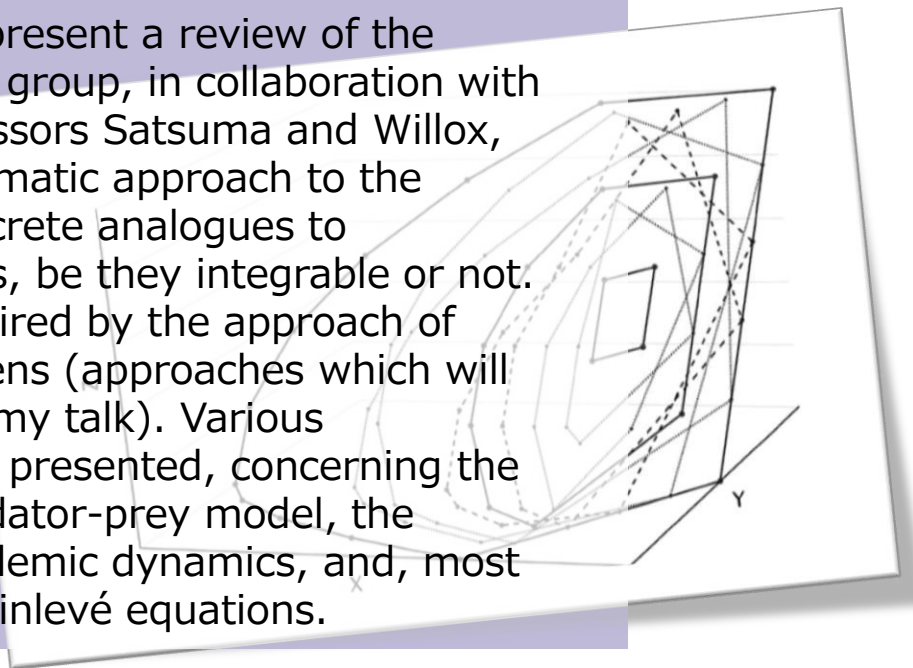 present a review of the
group, in collaboration with
ssors Satsuma and Willox,
matic approach to the
crete analogues to
s, be they integrable or not.
ired by the approach of
ens (approaches which will
my talk). Various
presented, concerning the
dator-prey model, the
demic dynamics, and, most
inlevé equations.
Y
X